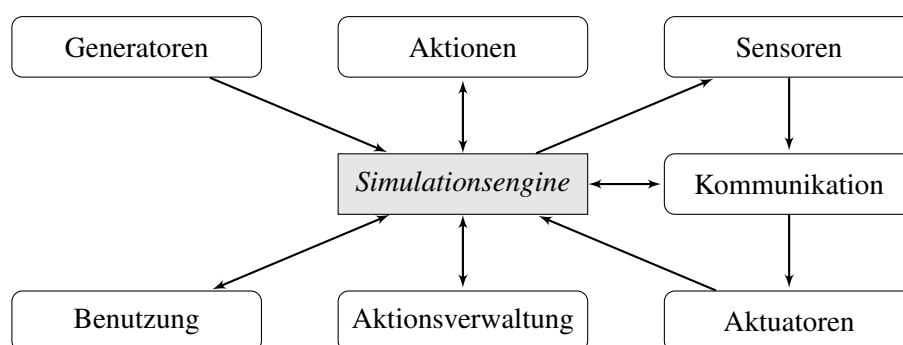 Generatoren
Aktionen
Sensoren
Simulationsengine
Kommunikation
Benutzung
Aktionsverwaltung
Aktuatoren